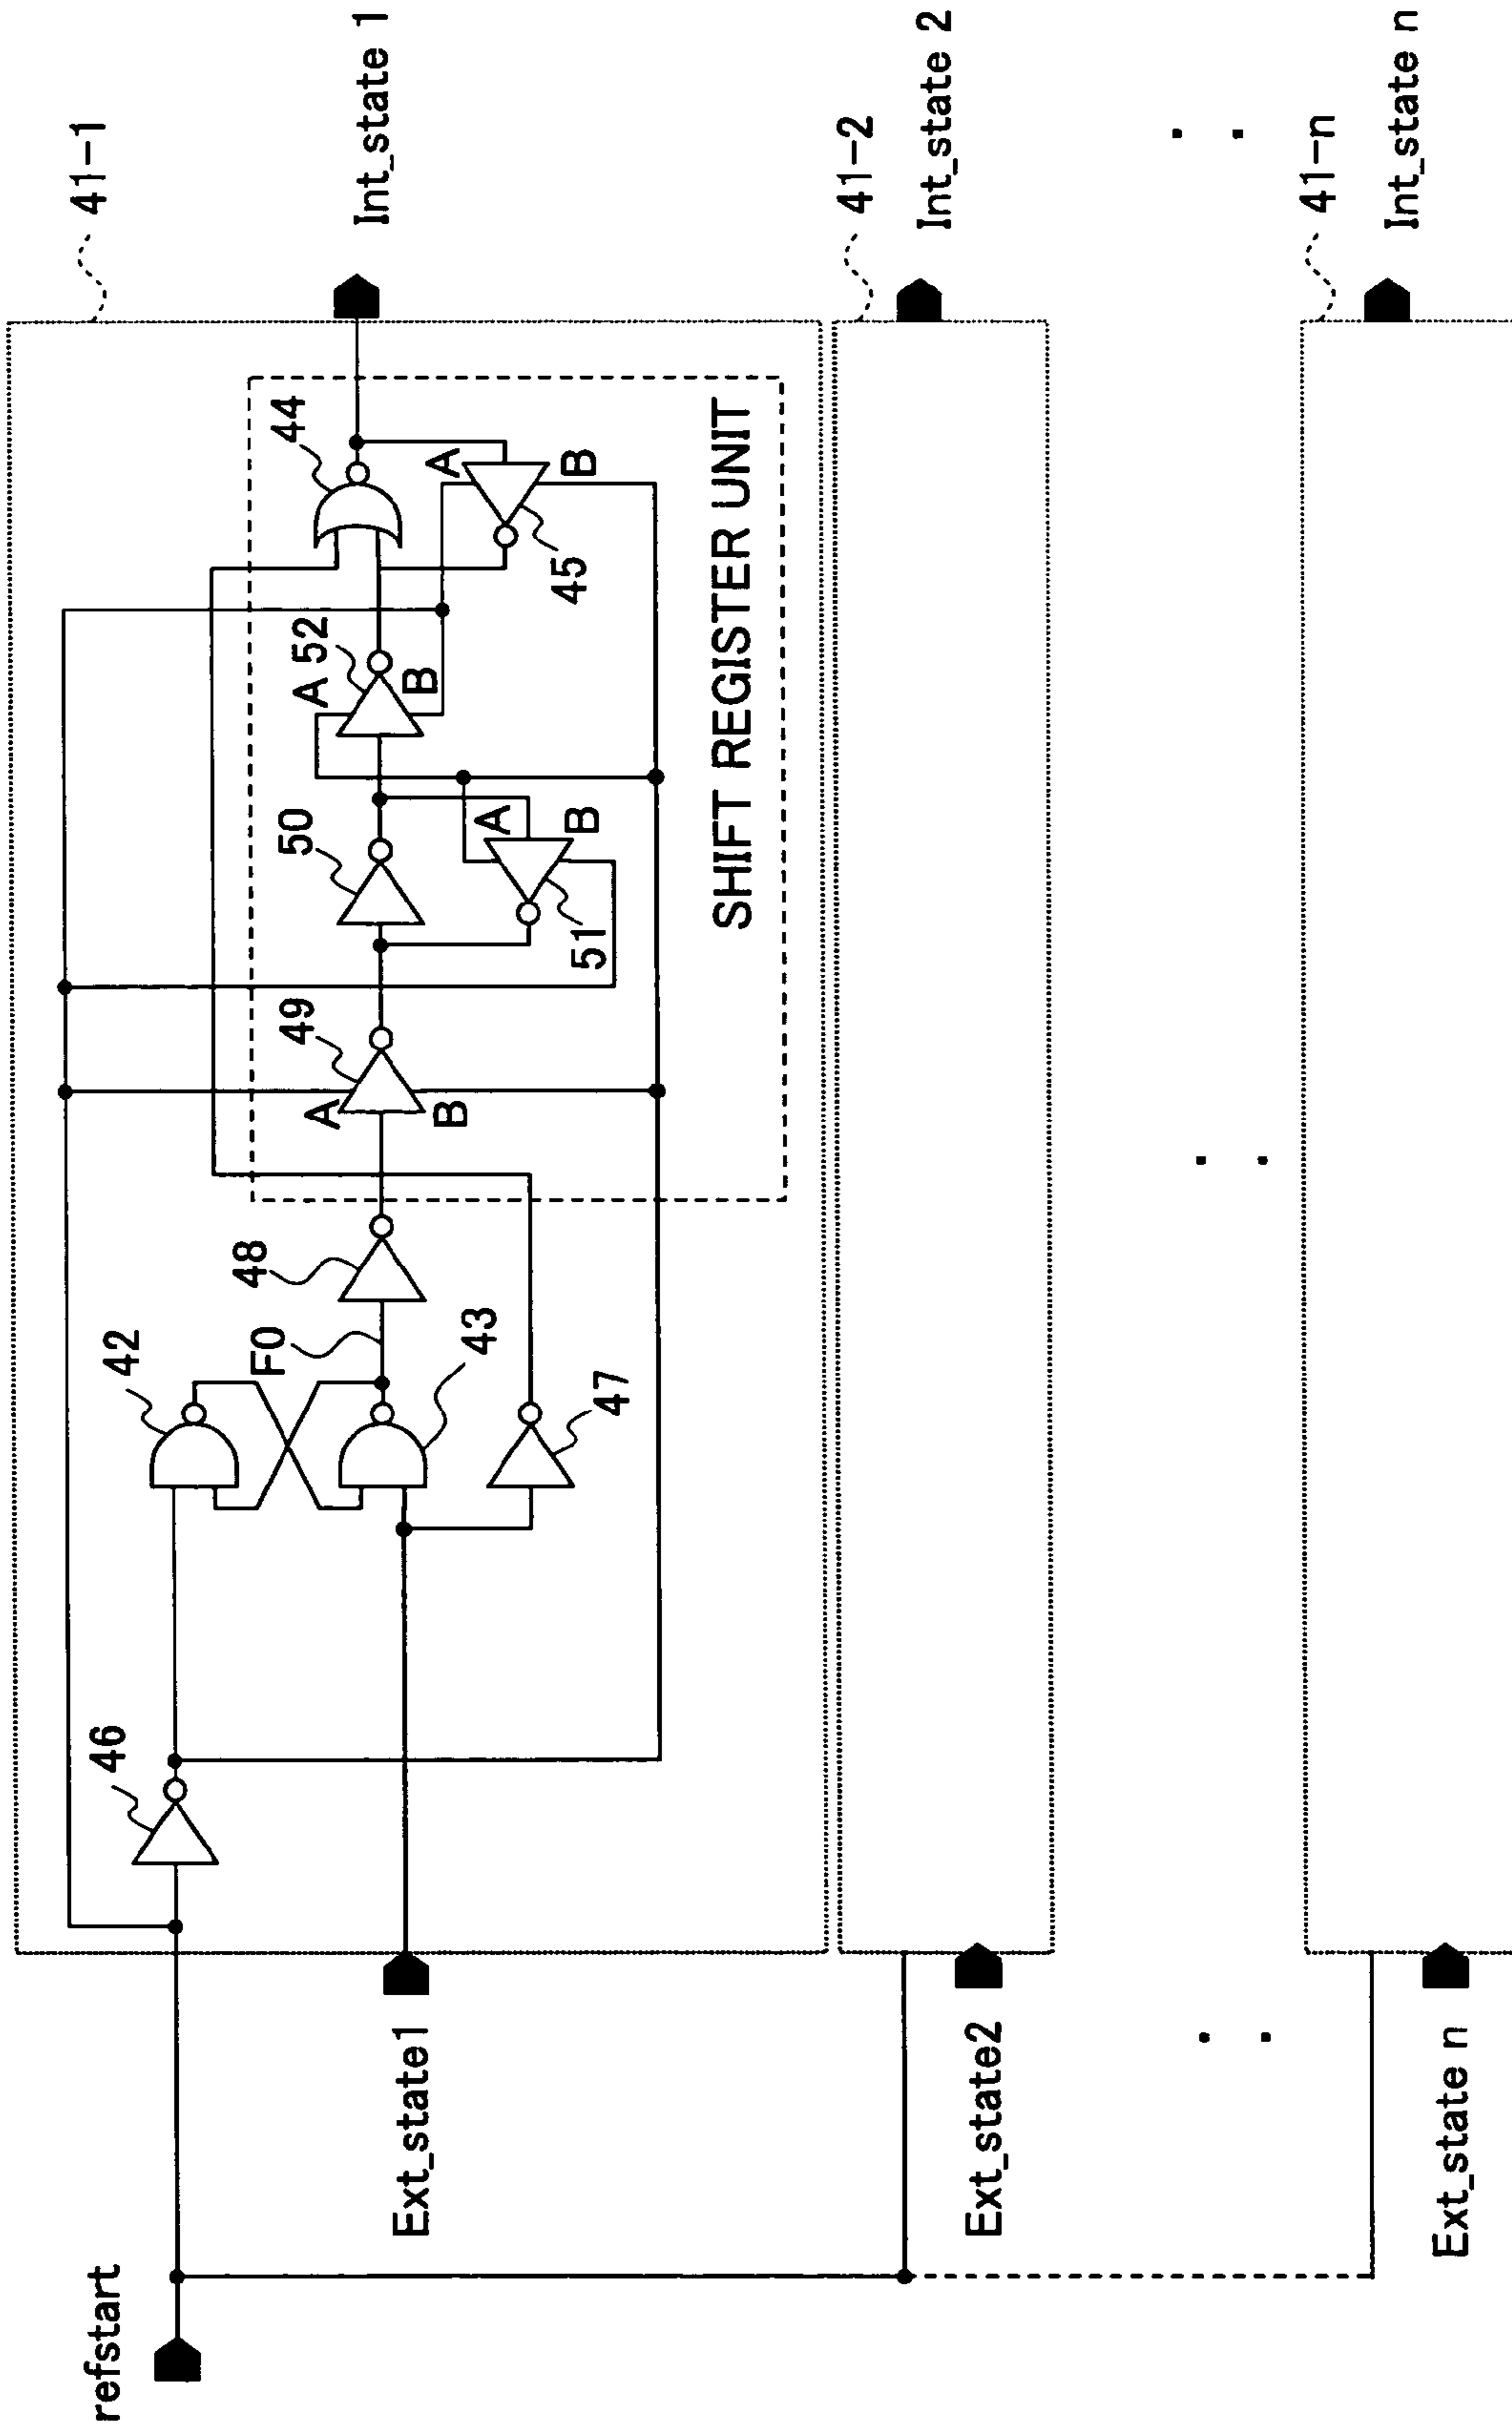 refstart
Ext_state1
Ext_state2
Ext_state n
46
42
F0
43
47
48
A 49
B
50
A
B
51
A 52
B
44
A
B
45
SHIFT REGISTER UNIT
41-1
Int_state 1
41-2
Int_state 2
41-n
Int_state n